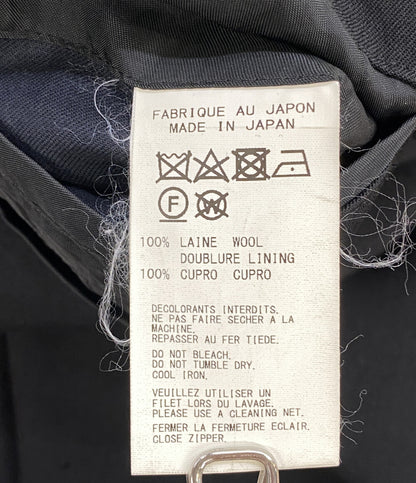 FABRIQUE AU JAPON
MADE IN JAPAN
F W
100% LAINE WOOL
DOUBLURE LINING
100% CUPRO CUPRO
DECOLORANTS INTERDITS.
NE PAS FAIRE SECHER A LA
MACHINE.
REPASSER AU FER TIEDE.
DO NOT BLEACH.
DO NOT TUMBLE DRY.
COOL IRON.
VEUILLEZ UTILISER UN
FILET LORS DU LAVAGE.
PLEASE USE A CLEANING NET.
FERMER LA FERMETURE ECLAIR.
CLOSE ZIPPER.